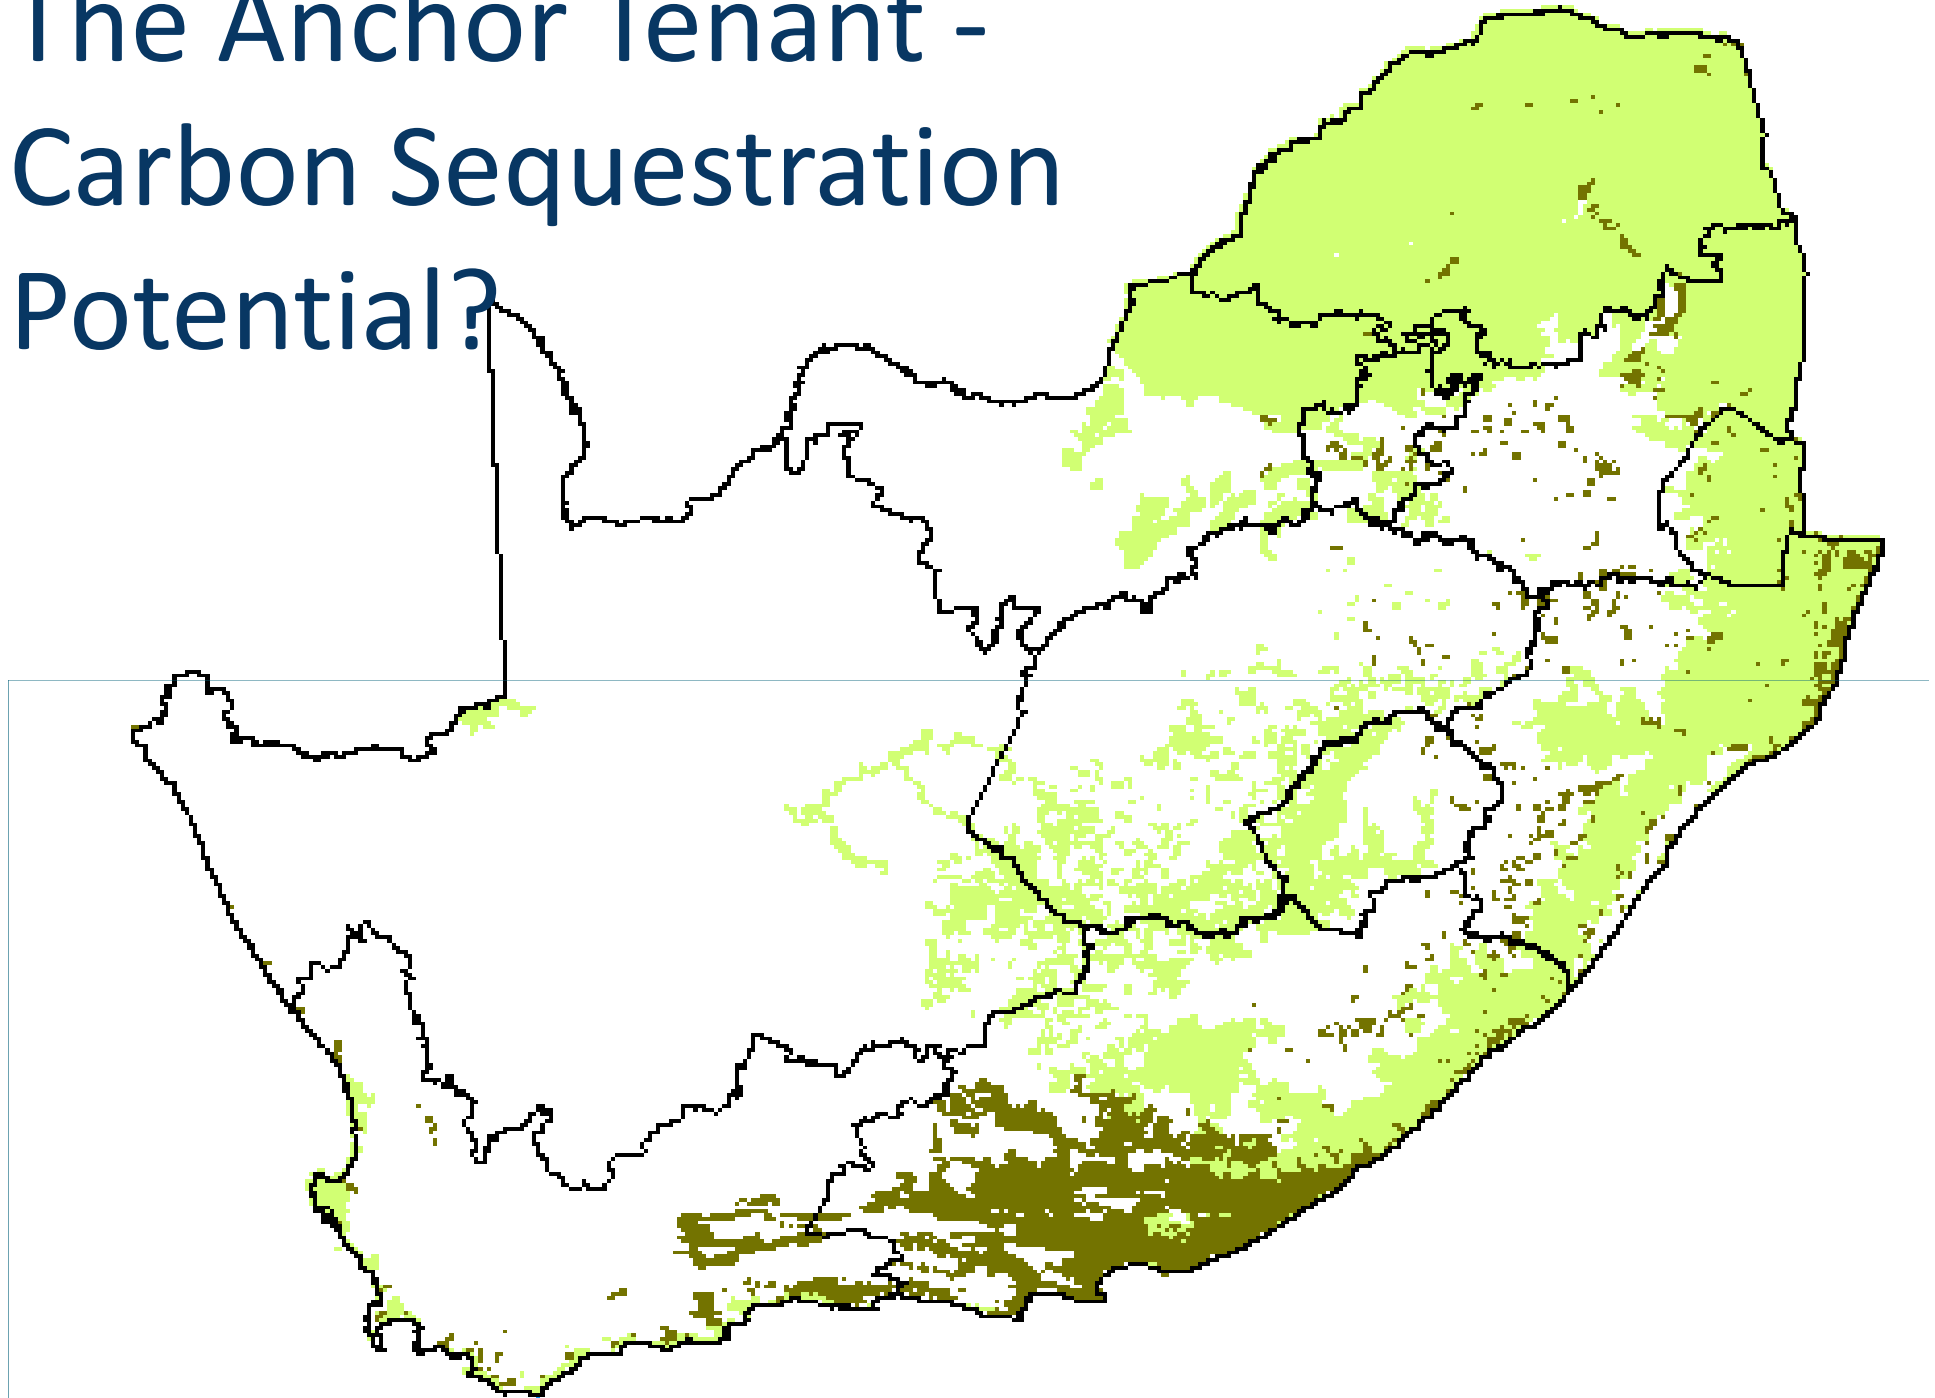 The Anchor Tenant -
Carbon Sequestration
Potential?